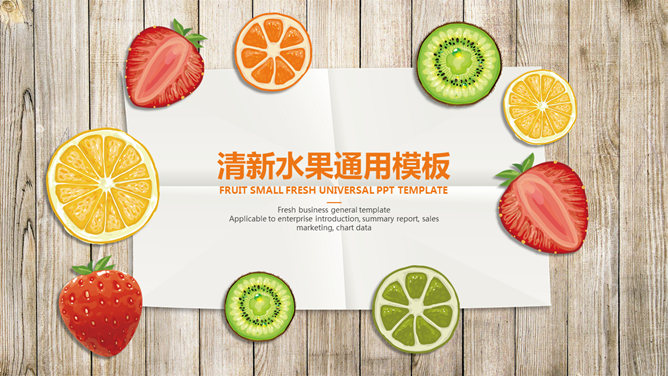 清新水果通用模板
FRUIT SMALL FRESH UNIVERSAL PPT TEMPLATE
Fresh business general template
Applicable to enterprise introduction, summary report, sales
marketing, chart data